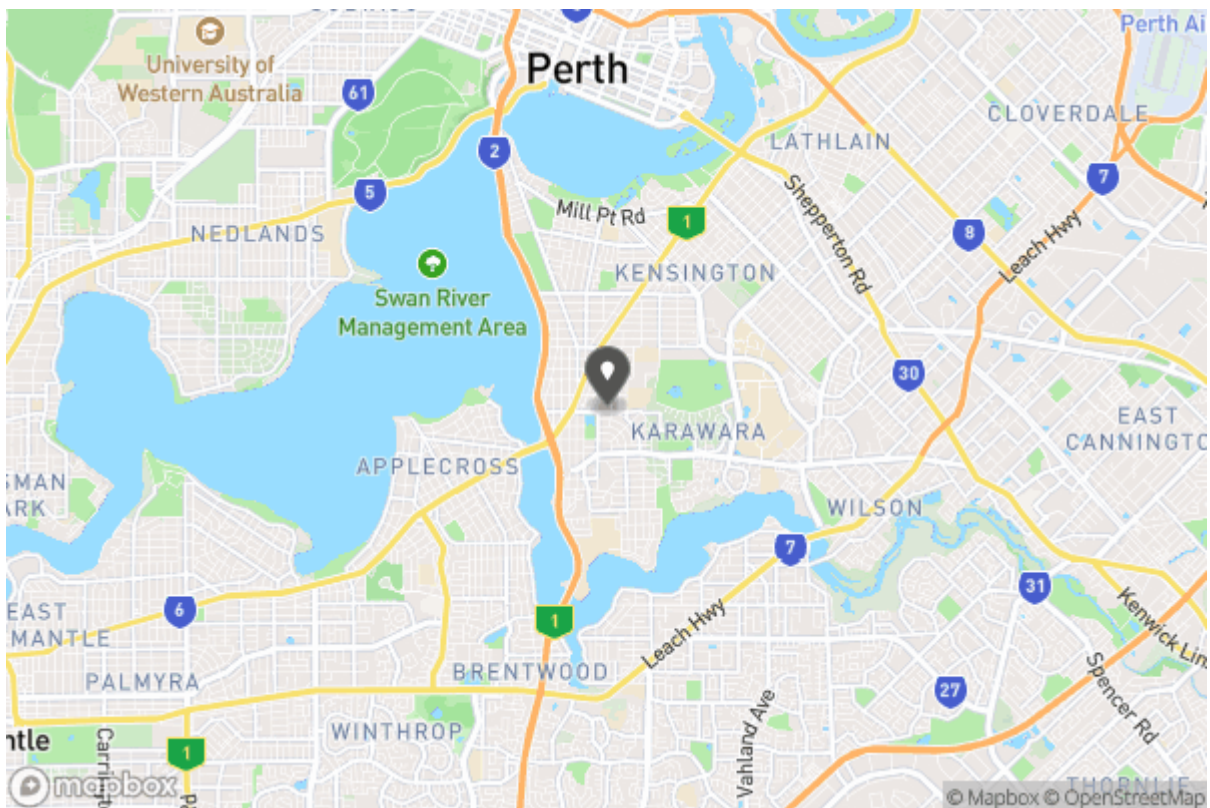 Perth
Perth Ai
University of
Western Australia
61
CLOVERDALE
LATHLAIN
2
7
5
Mill Pt Rd
1
8
NEDLANDS
Shepperton Rd
Leach Hwy
KENSINGTON
Swan River
Management Area
30
EAST
CANNINGTO
KARAWARA
APPLECROSS
SMAN
ARK
WILSON
7
31
6
EAST
MANTLE
1
Leach Hwy
Kenwick Lin
BRENTWOOD
PALMYRA
Spencer Rd
27
WINTHROP
Vahland Ave
ntle
Carringt
1
mapbox
THORNLIE
© Mapbox © OpenStreetMap